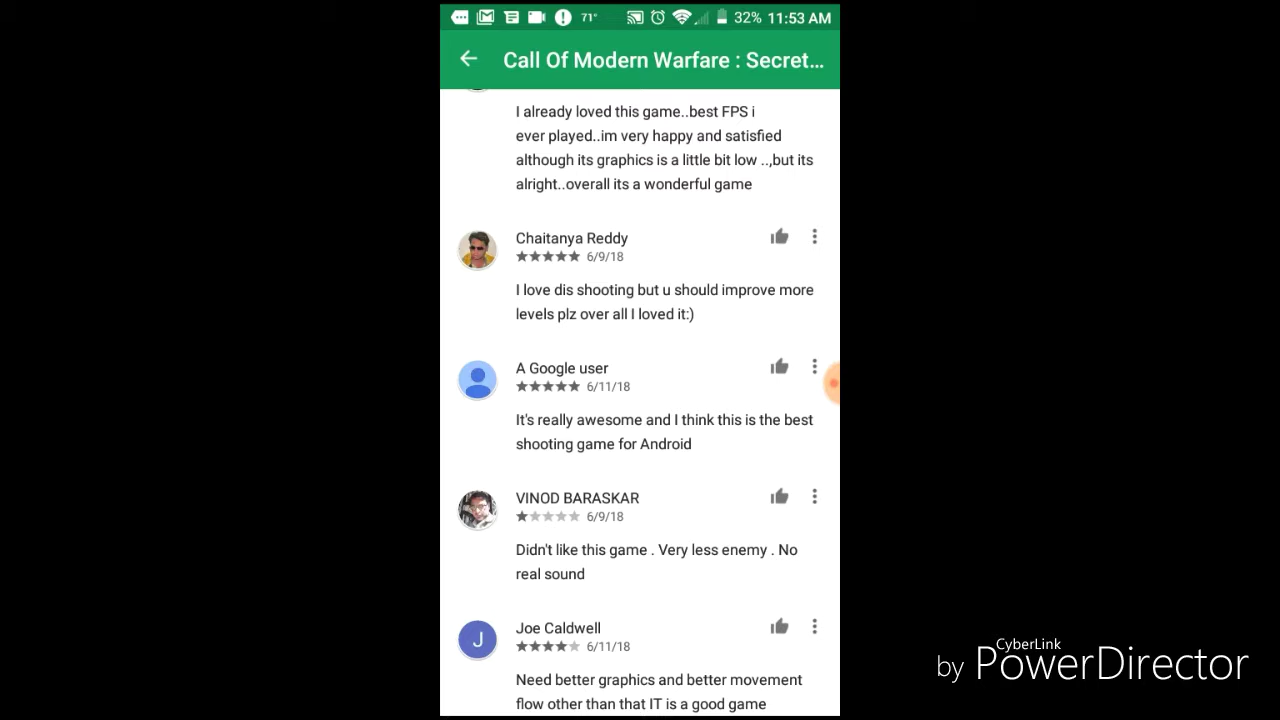 71° 32% 11:53 AM
Call Of Modern Warfare : Secret...
I already loved this game..best FPS i
ever played..im very happy and satisfied
although its graphics is a little bit low ..,but its
alright..overall its a wonderful game
Chaitanya Reddy
6/9/18
I love dis shooting but u should improve more
levels plz over all I loved it:)
A Google user
6/11/18
It's really awesome and I think this is the best
shooting game for Android
VINOD BARASKAR
6/9/18
Didn't like this game . Very less enemy . No
real sound
J
Joe Caldwell
6/11/18
Need better graphics and better movement
flow other than that IT is a good game
CyberLink
by PowerDirector